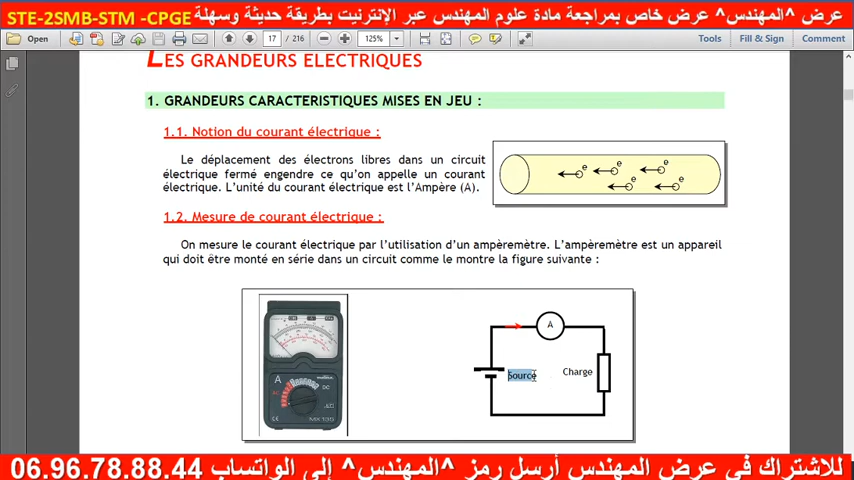 STE-2SMB-STM -CPGE عرض ^المهندس^ عرض خاص بمراجعة مادة علوم المهندس عبر الإنترنيت بطريقة حديثة وسهلة
Open 17 / 216 125% Tools Fill & Sign Comment
LES GRANDEURS ELECTRIQUES
1. GRANDEURS CARACTERISTIQUES MISES EN JEU :
1.1. Notion du courant électrique :
Le déplacement des électrons libres dans un circuit
électrique fermé engendre ce qu'on appelle un courant
électrique. L'unité du courant électrique est l'Ampère (A).
e e e
e e
1.2. Mesure de courant électrique :
On mesure le courant électrique par l'utilisation d'un ampèremètre. L'ampèremètre est un appareil
qui doit être monté en série dans un circuit comme le montre la figure suivante :
A
A
DC
Source
Charge
للاشتراك في عرض المهندس أرسل رمز ^المهندس^ إلى الواتساب 06.96.78.88.44